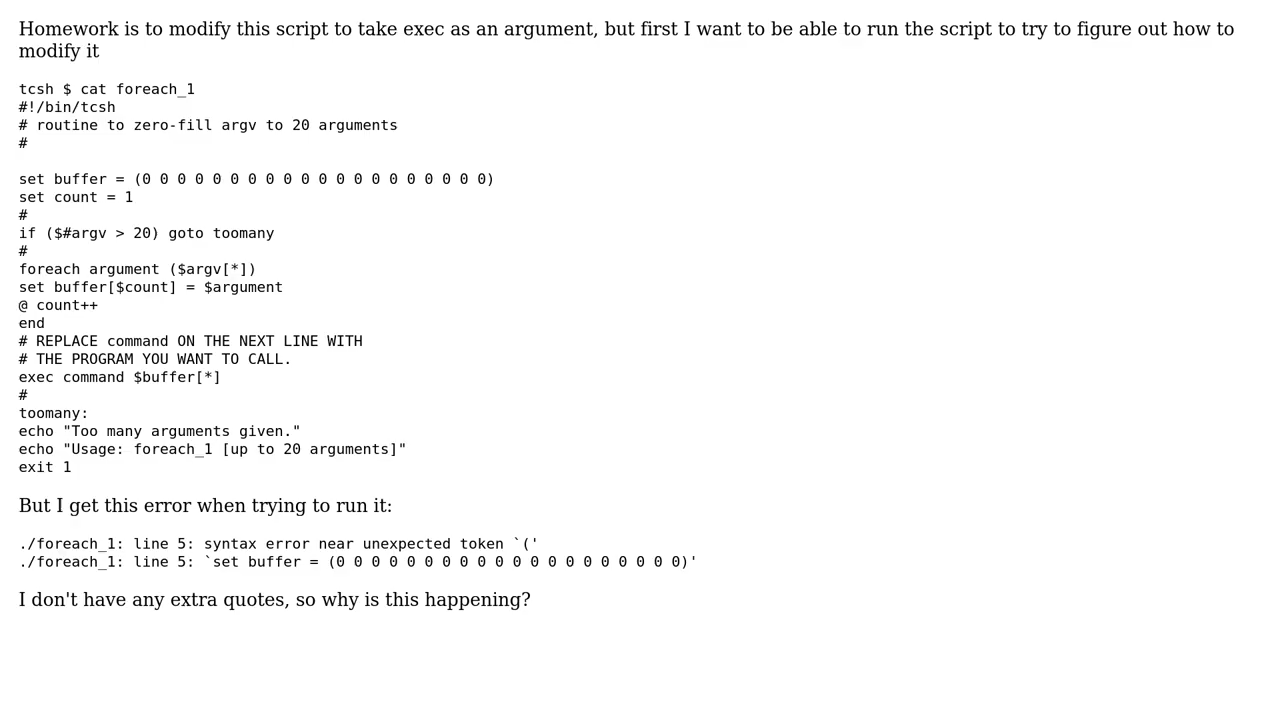 Homework is to modify this script to take exec as an argument, but first I want to be able to run the script to try to figure out how to
modify it
tcsh $ cat foreach_1
#!/bin/tcsh
# routine to zero-fill argv to 20 arguments
#
set buffer = (0 0 0 0 0 0 0 0 0 0 0 0 0 0 0 0 0 0 0 0)
set count = 1
#
if ($#argv > 20) goto toomany
#
foreach argument ($argv[*])
set buffer[$count] = $argument
@ count++
end
# REPLACE command ON THE NEXT LINE WITH
# THE PROGRAM YOU WANT TO CALL.
exec command $buffer[*]
#
toomany:
echo "Too many arguments given."
echo "Usage: foreach_1 [up to 20 arguments]"
exit 1
But I get this error when trying to run it:
./foreach_1: line 5: syntax error near unexpected token `('
./foreach_1: line 5: `set buffer = (0 0 0 0 0 0 0 0 0 0 0 0 0 0 0 0 0 0 0 0)'
I don't have any extra quotes, so why is this happening?